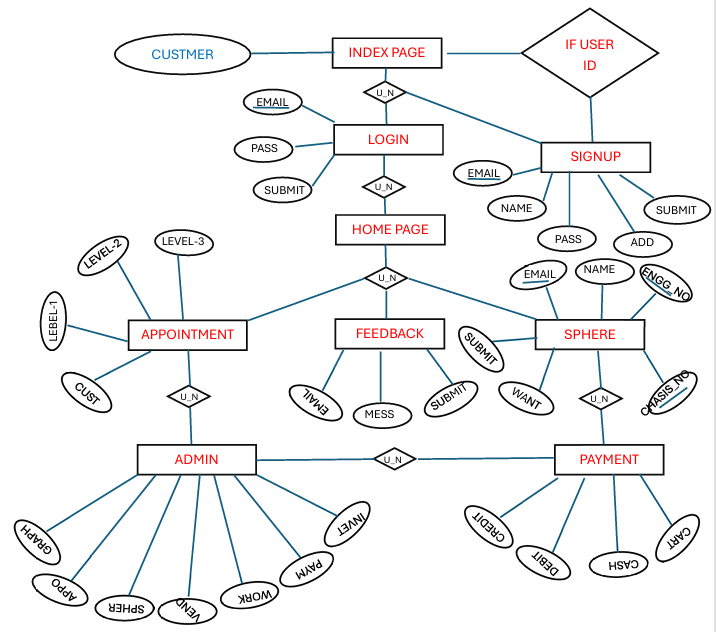 CUSTMER
INDEX PAGE
IF USER
ID
U_N
EMAIL
LOGIN
PASS
SUBMIT
SIGNUP
EMAIL
NAME
PASS
ADD
SUBMIT
U_N
HOME PAGE
LEVEL-2
LEVEL-3
U_N
EMAIL
NAME
ENGG_NO
LEBEL-1
APPOINTMENT
FEEDBACK
SPHERE
SUBMIT
CUST
U_N
EMAIL
MESS
SUBMIT
WANT
U_N
CHASIS_NO
ADMIN
U_N
PAYMENT
GRAPH
APPO
SPHER
VEND
WORK
PAYM
INVET
CREDIT
DEBIT
CASH
CART